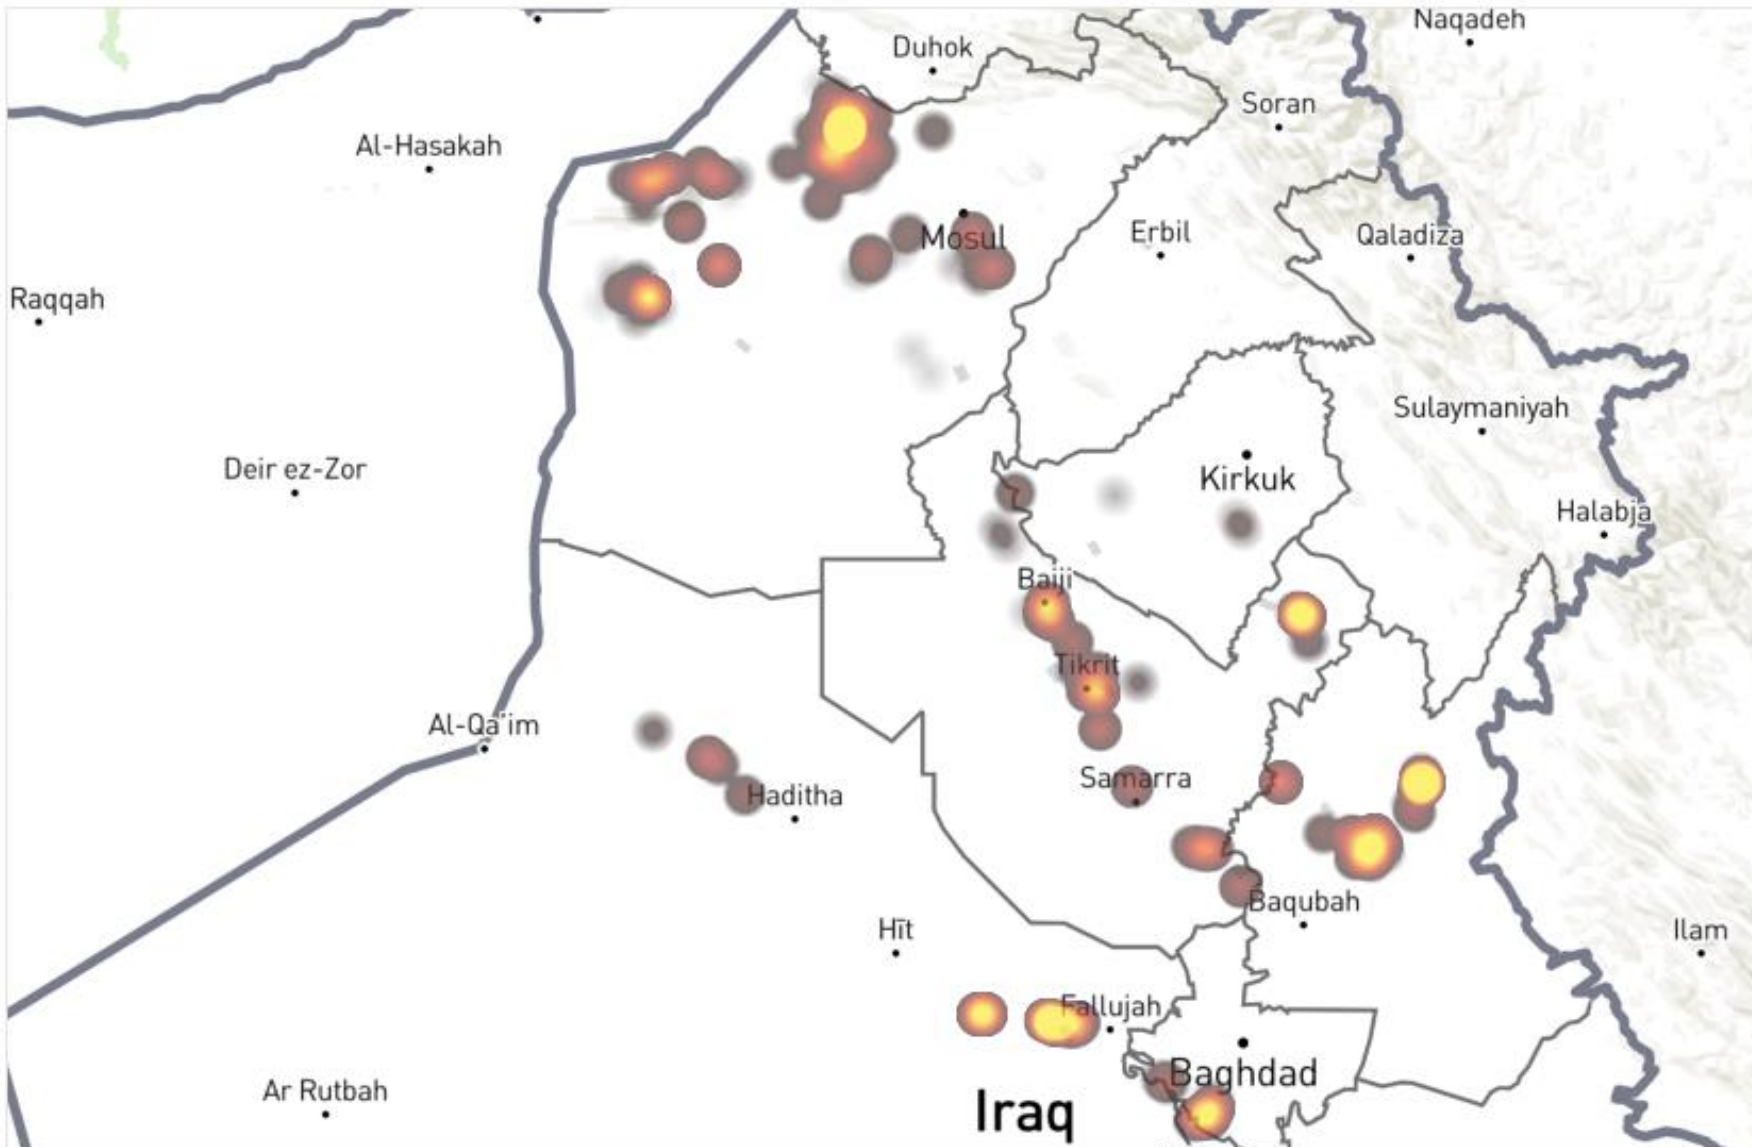 Naqadeh
Duhok
Soran
Al-Hasakah
Mosul
Erbil
Qaladiza
Raqqah
Sulaymaniyah
Deir ez-Zor
Kirkuk
Halabja
Baiji
Tikrit
Al-Qa'im
Samarra
Haditha
Baqubah
Hīt
Ilam
Fallujah
Baghdad
Ar Rutbah
Iraq